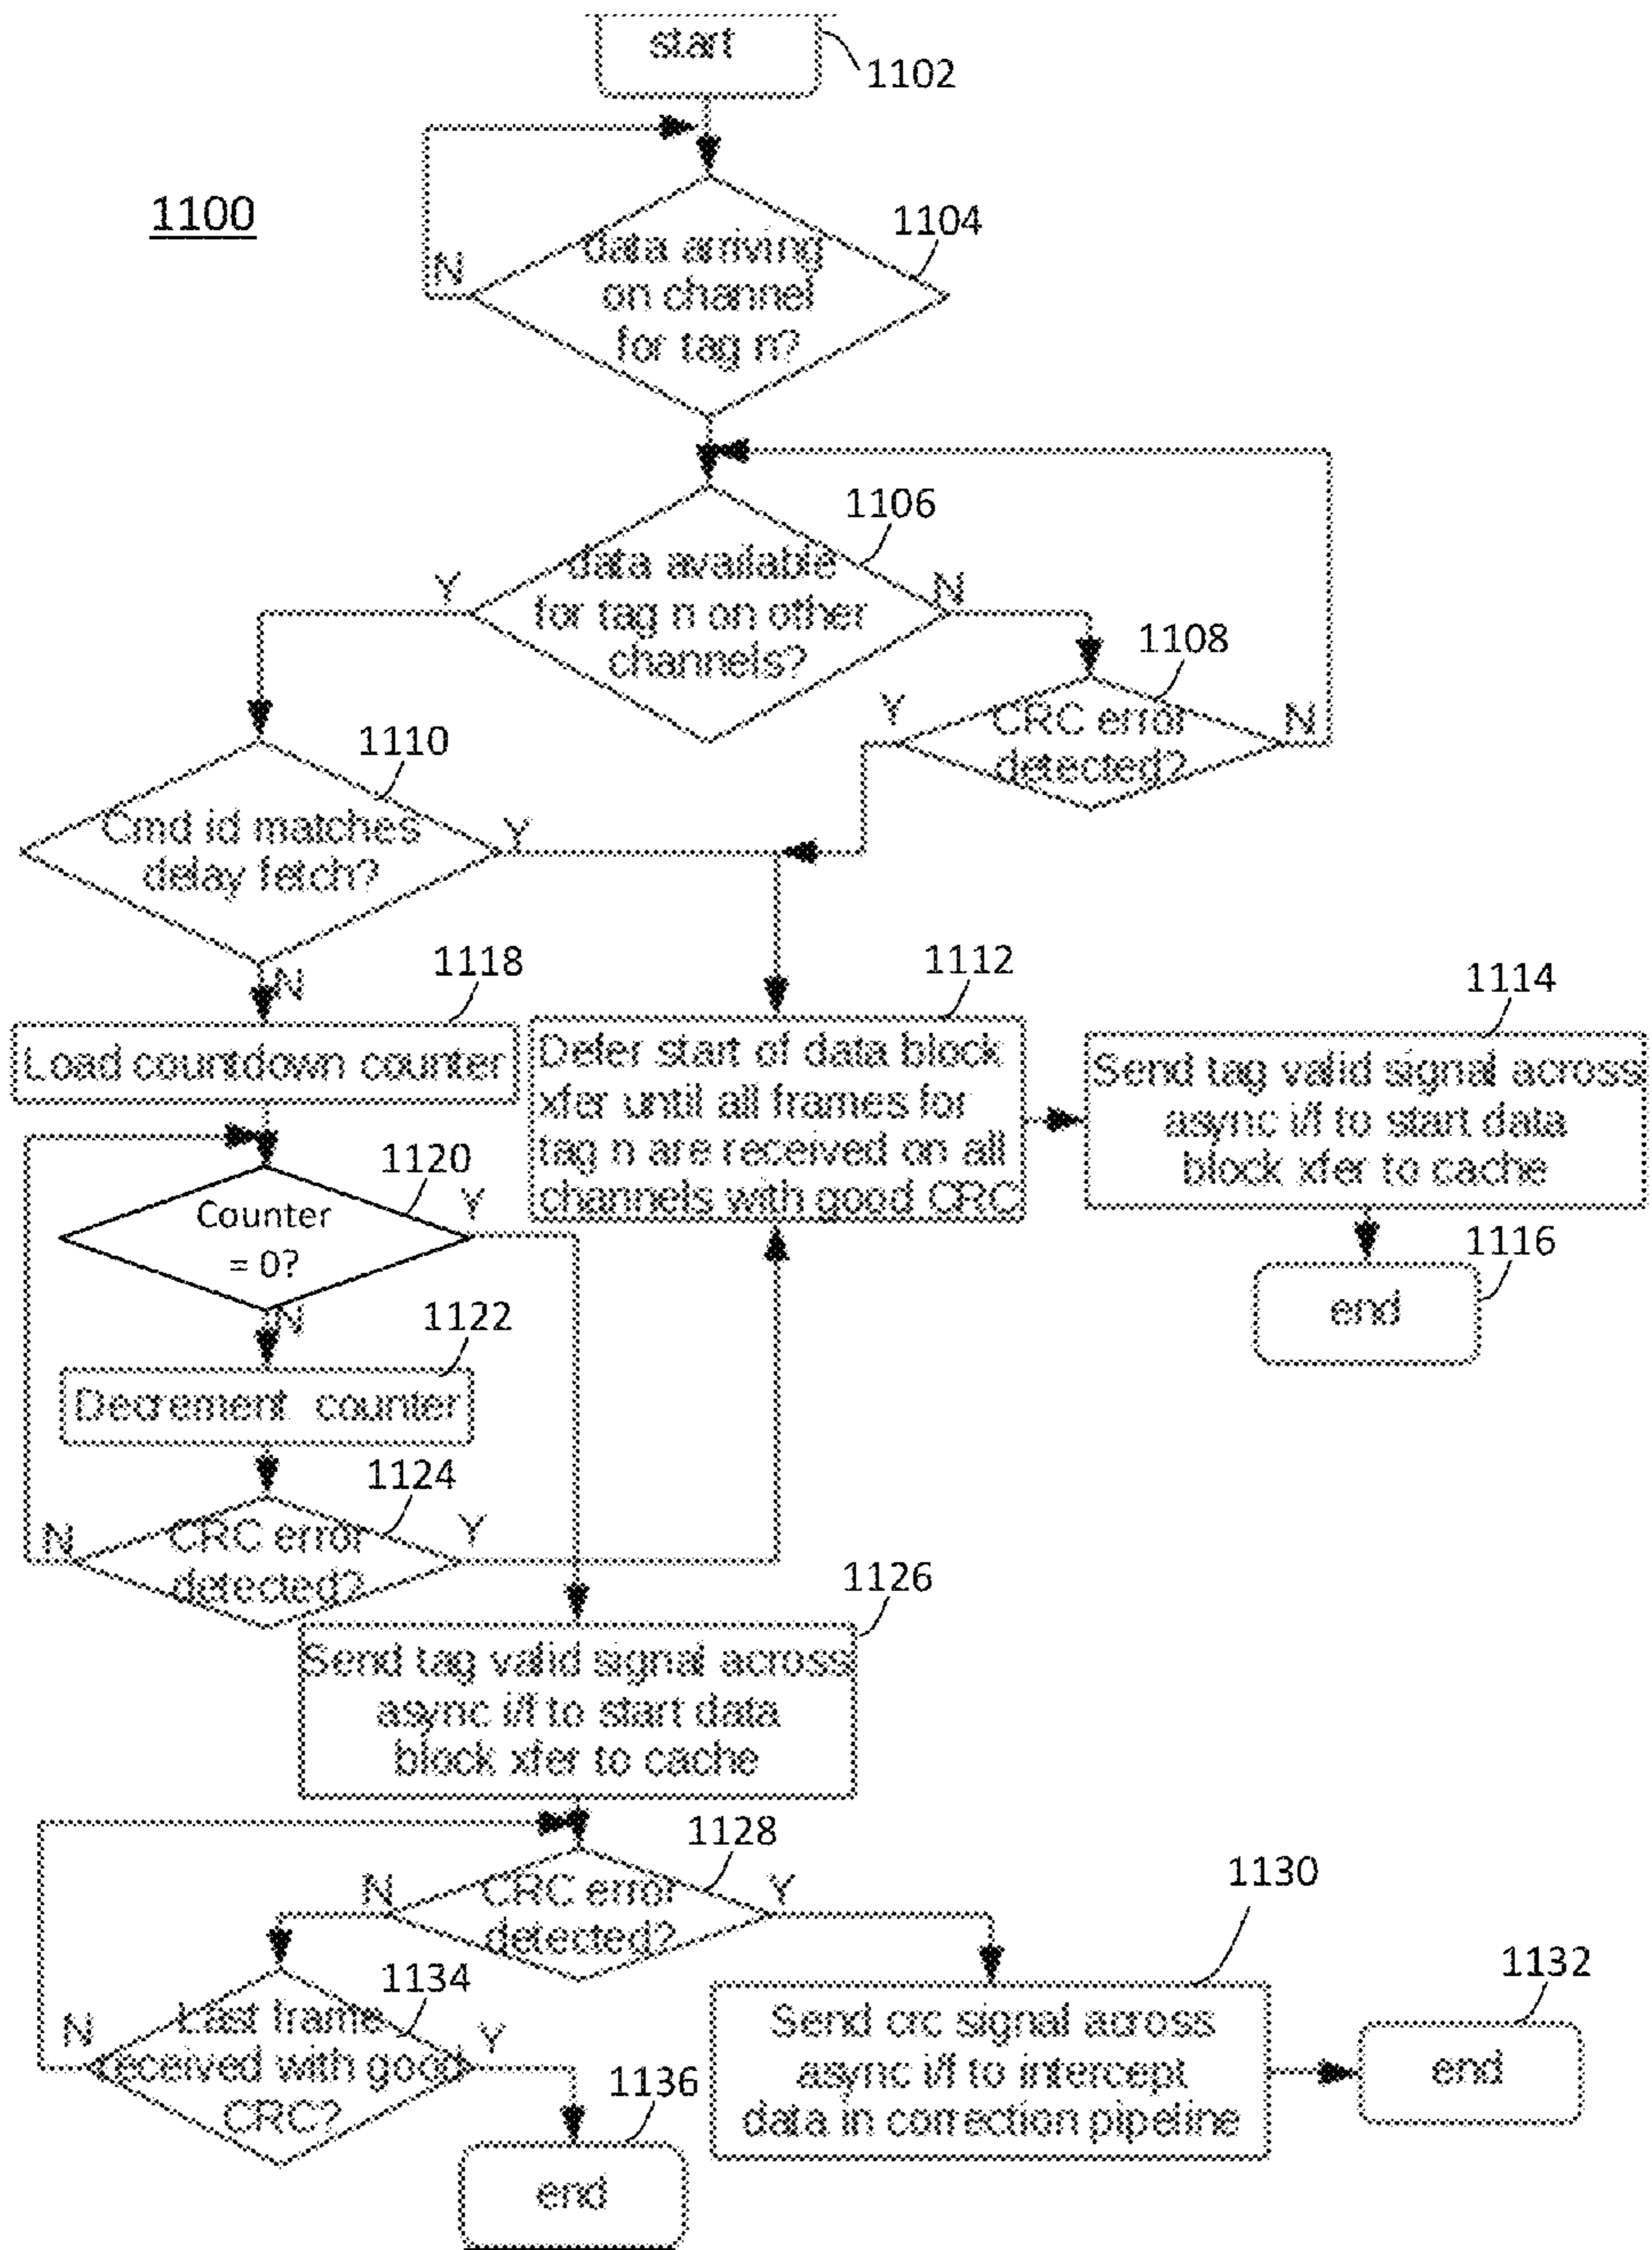 start
1102
1100
1104
data arriving
on channel
for tag n?
N
1106
data available
for tag n on other
channels?
Y
N
1108
CRC error
detected?
Y
N
1110
Cmd id matches
delay fetch?
Y
N
1118
Load countdown counter
1112
Defer start of data block
xfer until all frames for
tag n are received on all
channels with good CRC
1114
Send tag valid signal across
async i/f to start data
block xfer to cache
1116
end
1120
Counter
= 0?
Y
N
1122
Decrement counter
1124
CRC error
detected?
N
Y
1126
Send tag valid signal across
async i/f to start data
block xfer to cache
1128
CRC error
detected?
N
Y
1130
Send crc signal across
async i/f to intercept
data in correction pipeline
1132
end
1134
Last frame
received with good
CRC?
N
Y
1136
end